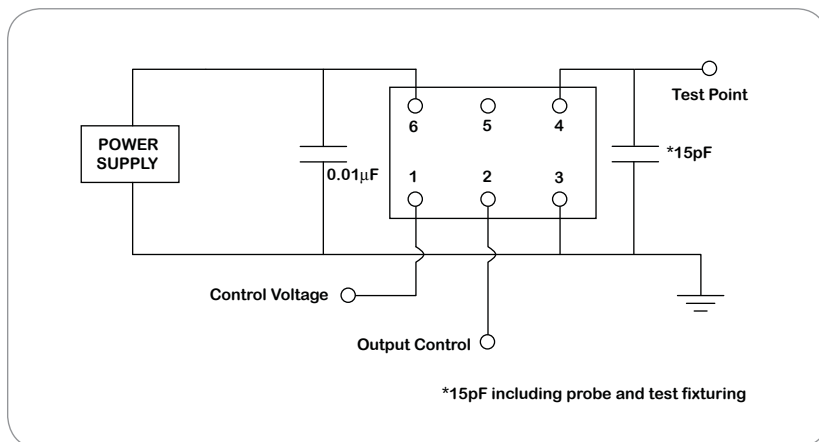 POWER
SUPPLY
0.01μF
6
5
4
1
2
3
Test Point
*15pF
Control Voltage
Output Control
*15pF including probe and test fixturing